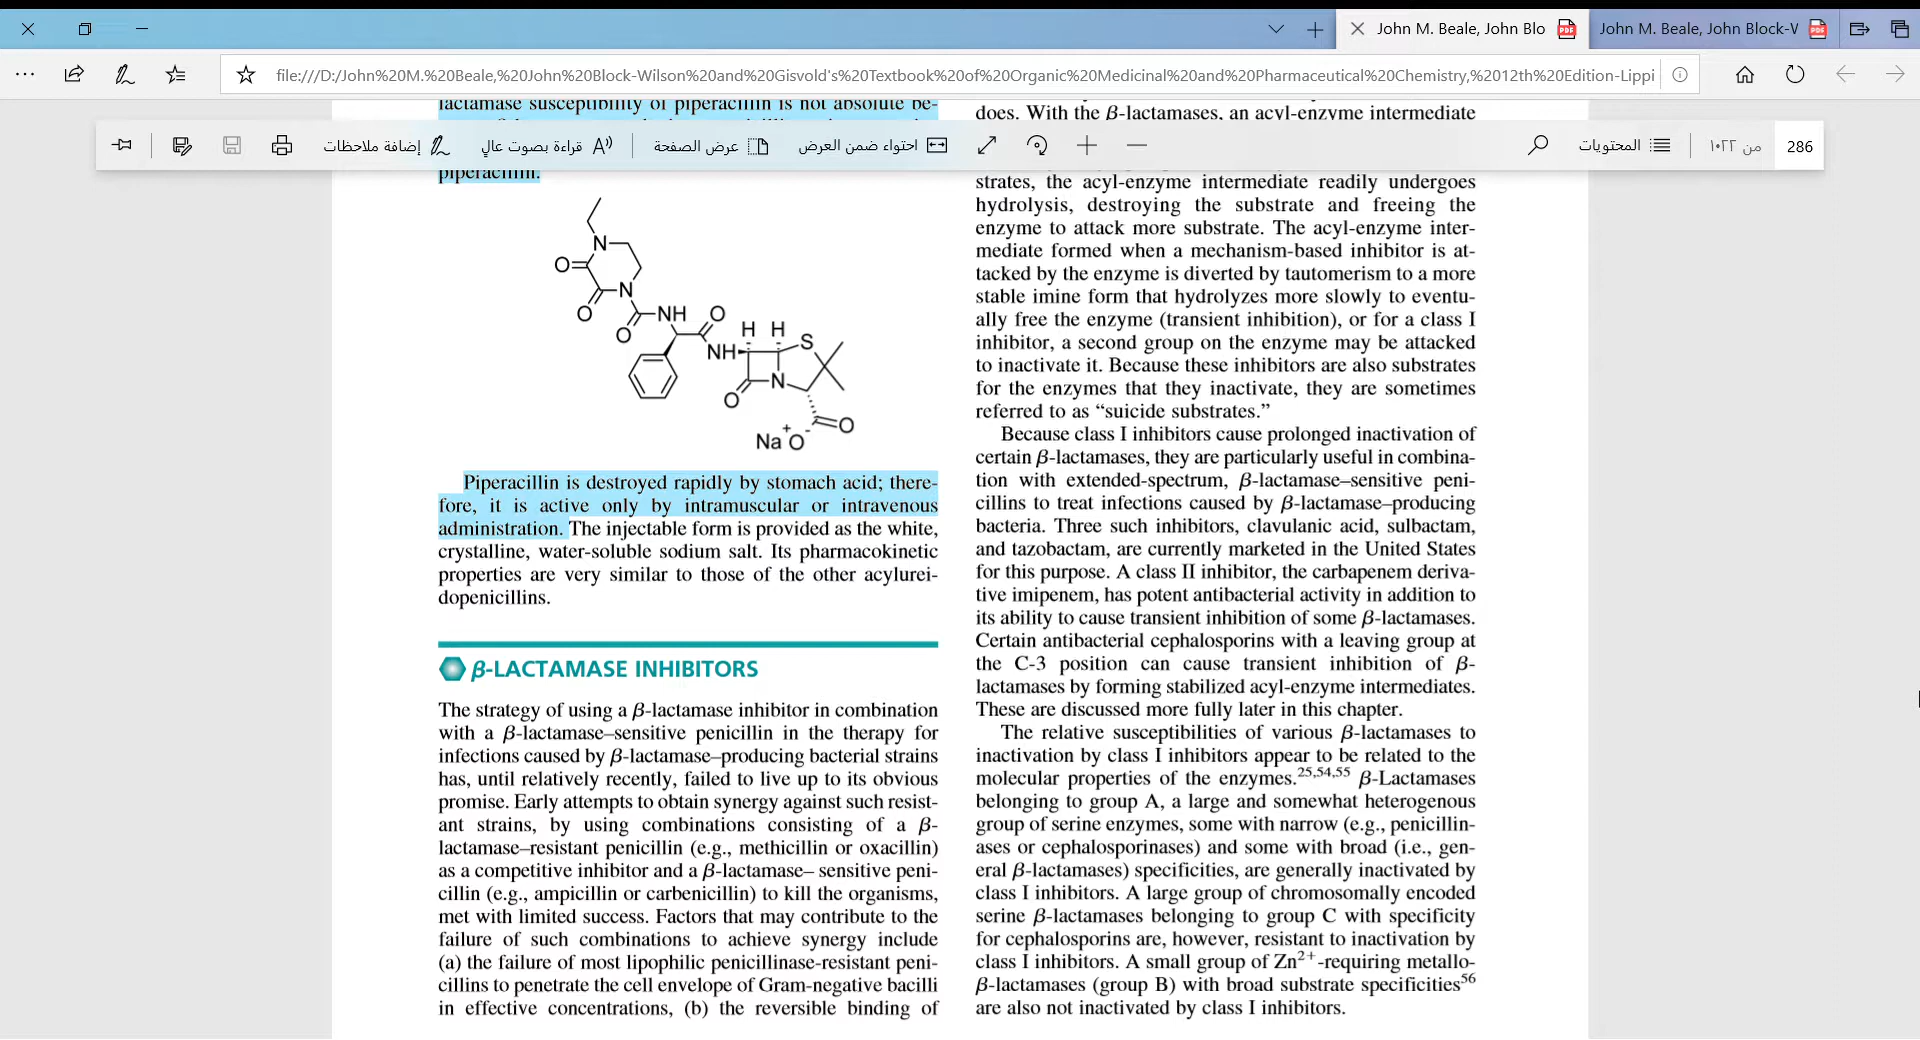 John M. Beale, John Blo
John M. Beale, John Block-V
file:///D:/John%20M.%20Beale,%20John%20Block-Wilson%20and%20Gisvold's%20Textbook%20of%20Organic%20Medicinal%20and%20Pharmaceutical%20Chemistry,%2012th%20Edition-Lippi
إضافة ملاحظات
قراءة بصوت عالٍ
عرض الصفحة
احتواء ضمن العرض
المحتويات
من ١٠٢٢
286
lactamase susceptibility of piperacillin is not absolute be-
piperacillin.
N
O
O
N
O
NH
O
NH
H H
S
N
O
O
Na+O-
Piperacillin is destroyed rapidly by stomach acid; there-
fore, it is active only by intramuscular or intravenous
administration. The injectable form is provided as the white,
crystalline, water-soluble sodium salt. Its pharmacokinetic
properties are very similar to those of the other acylurei-
dopenicillins.
β-LACTAMASE INHIBITORS
The strategy of using a β-lactamase inhibitor in combination
with a β-lactamase–sensitive penicillin in the therapy for
infections caused by β-lactamase–producing bacterial strains
has, until relatively recently, failed to live up to its obvious
promise. Early attempts to obtain synergy against such resist-
ant strains, by using combinations consisting of a β-
lactamase–resistant penicillin (e.g., methicillin or oxacillin)
as a competitive inhibitor and a β-lactamase– sensitive peni-
cillin (e.g., ampicillin or carbenicillin) to kill the organisms,
met with limited success. Factors that may contribute to the
failure of such combinations to achieve synergy include
(a) the failure of most lipophilic penicillinase-resistant peni-
cillins to penetrate the cell envelope of Gram-negative bacilli
in effective concentrations, (b) the reversible binding of
does. With the β-lactamases, an acyl-enzyme intermediate
strates, the acyl-enzyme intermediate readily undergoes
hydrolysis, destroying the substrate and freeing the
enzyme to attack more substrate. The acyl-enzyme inter-
mediate formed when a mechanism-based inhibitor is at-
tacked by the enzyme is diverted by tautomerism to a more
stable imine form that hydrolyzes more slowly to eventu-
ally free the enzyme (transient inhibition), or for a class I
inhibitor, a second group on the enzyme may be attacked
to inactivate it. Because these inhibitors are also substrates
for the enzymes that they inactivate, they are sometimes
referred to as “suicide substrates.”
Because class I inhibitors cause prolonged inactivation of
certain β-lactamases, they are particularly useful in combina-
tion with extended-spectrum, β-lactamase–sensitive peni-
cillins to treat infections caused by β-lactamase–producing
bacteria. Three such inhibitors, clavulanic acid, sulbactam,
and tazobactam, are currently marketed in the United States
for this purpose. A class II inhibitor, the carbapenem deriva-
tive imipenem, has potent antibacterial activity in addition to
its ability to cause transient inhibition of some β-lactamases.
Certain antibacterial cephalosporins with a leaving group at
the C-3 position can cause transient inhibition of β-
lactamases by forming stabilized acyl-enzyme intermediates.
These are discussed more fully later in this chapter.
The relative susceptibilities of various β-lactamases to
inactivation by class I inhibitors appear to be related to the
molecular properties of the enzymes.25,54,55 β-Lactamases
belonging to group A, a large and somewhat heterogenous
group of serine enzymes, some with narrow (e.g., penicillin-
ases or cephalosporinases) and some with broad (i.e., gen-
eral β-lactamases) specificities, are generally inactivated by
class I inhibitors. A large group of chromosomally encoded
serine β-lactamases belonging to group C with specificity
for cephalosporins are, however, resistant to inactivation by
class I inhibitors. A small group of Zn2+-requiring metallo-
β-lactamases (group B) with broad substrate specificities56
are also not inactivated by class I inhibitors.